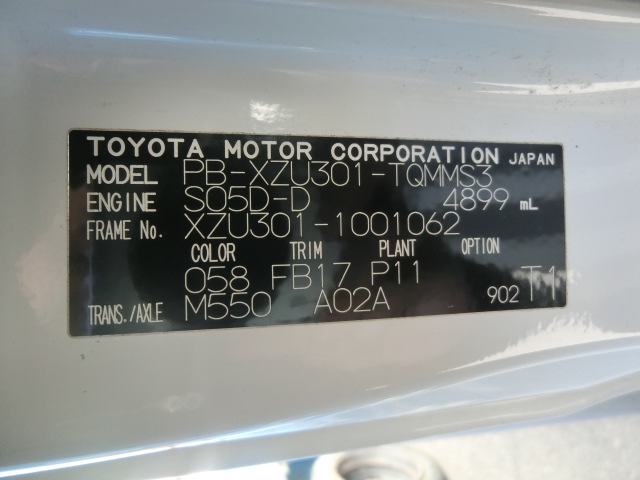 TOYOTA MOTOR CORPORATION JAPAN
MODEL PB-XZU301-TQMMS3
ENGINE S05D-D 4899 mL
FRAME No. XZU301-1001062
COLOR TRIM PLANT OPTION
058 FB17 P11
TRANS./AXLE M550 A02A 902 T1